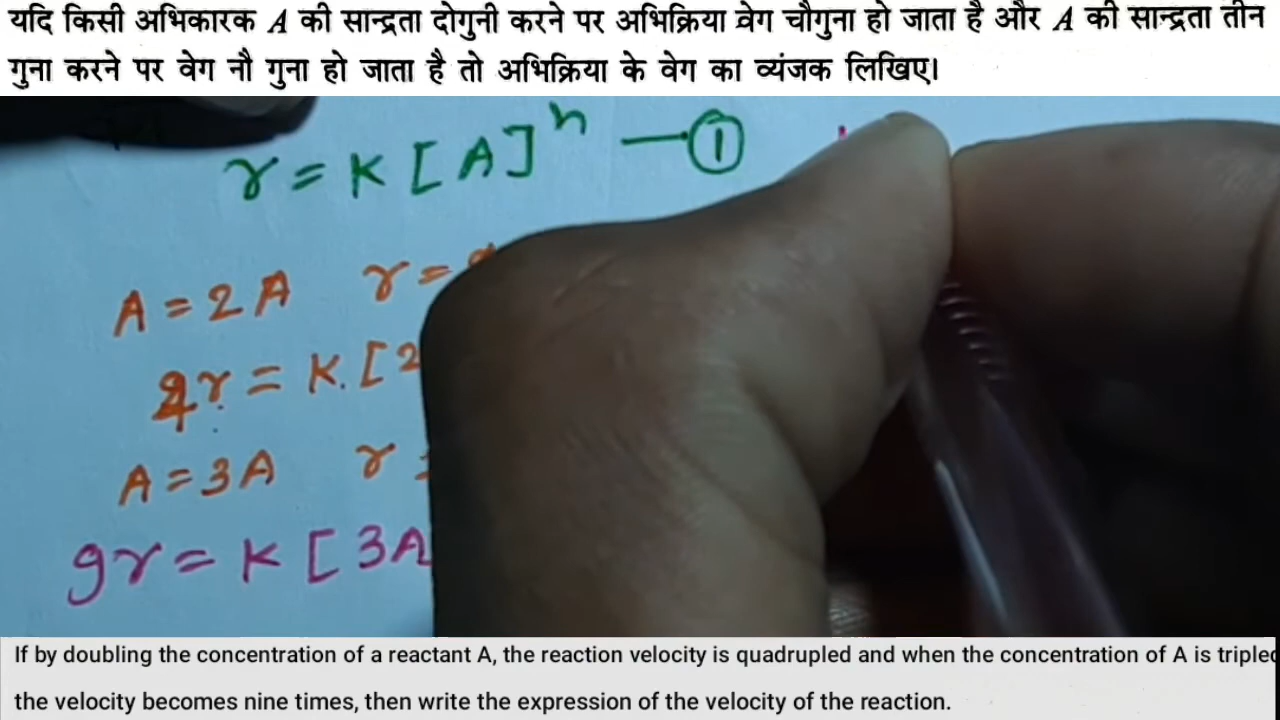 यदि किसी अभिकारक A की सान्द्रता दोगुनी करने पर अभिक्रिया वेग चौगुना हो जाता है और A की सान्द्रता तीन
गुना करने पर वेग नौ गुना हो जाता है तो अभिक्रिया के वेग का व्यंजक लिखिए।
r = K [A]^n —①
A = 2A r =
4r = K. [2
A = 3A r =
9r = K [3A
If by doubling the concentration of a reactant A, the reaction velocity is quadrupled and when the concentration of A is tripled
the velocity becomes nine times, then write the expression of the velocity of the reaction.